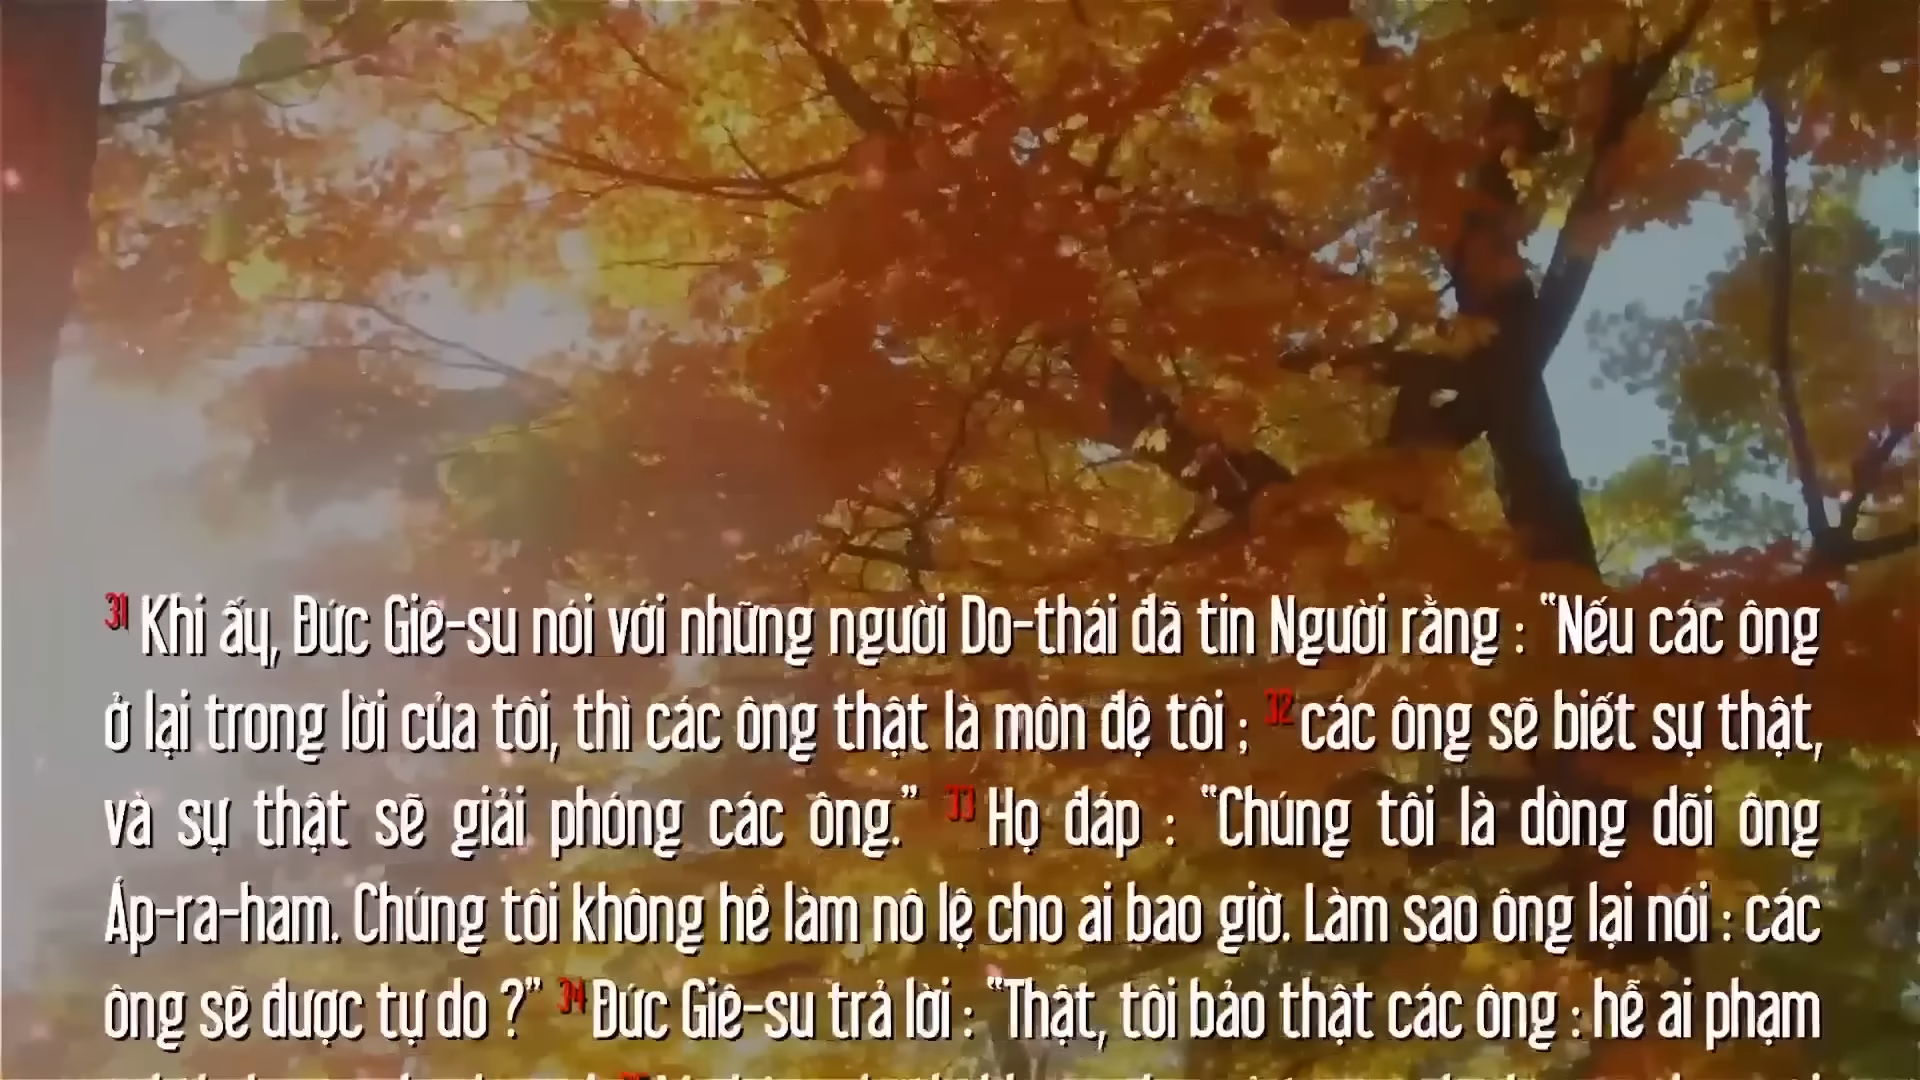 31 Khi ấy, Đức Giê-su nói với những người Do-thái đã tin Người rằng : “Nếu các ông
ở lại trong lời của tôi, thì các ông thật là môn đệ tôi ; 32 các ông sẽ biết sự thật,
và sự thật sẽ giải phóng các ông.” 33 Họ đáp : “Chúng tôi là dòng dõi ông
Áp-ra-ham. Chúng tôi không hề làm nô lệ cho ai bao giờ. Làm sao ông lại nói : các
ông sẽ được tự do ?” 34 Đức Giê-su trả lời : “Thật, tôi bảo thật các ông : hễ ai phạm